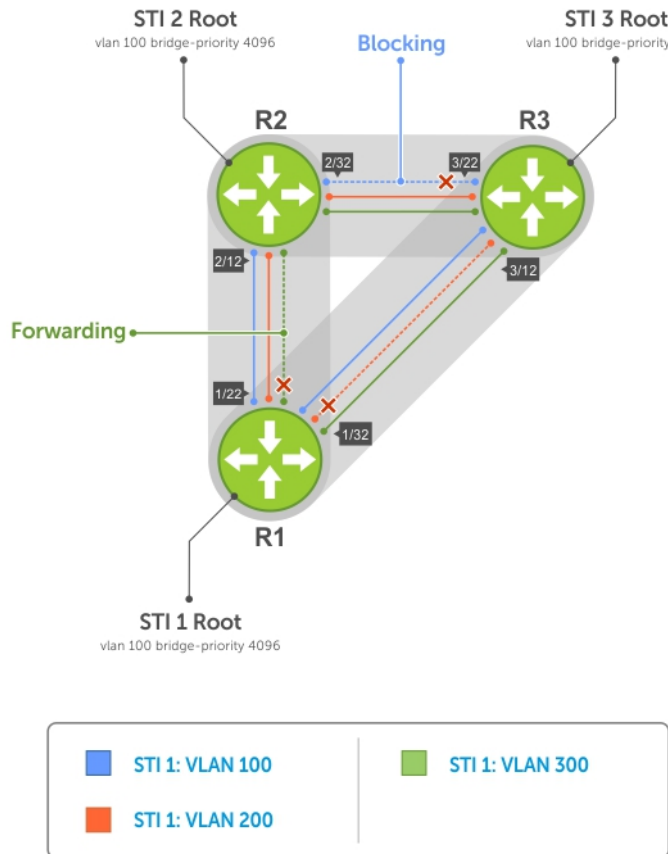 STI 2 Root
vlan 100 bridge-priority 4096
STI 3 Root
vlan 100 bridge-priority
Blocking
R2
R3
2/32
3/22
2/12
3/12
Forwarding
1/22
1/32
R1
STI 1 Root
vlan 100 bridge-priority 4096
STI 1: VLAN 100
STI 1: VLAN 300
STI 1: VLAN 200